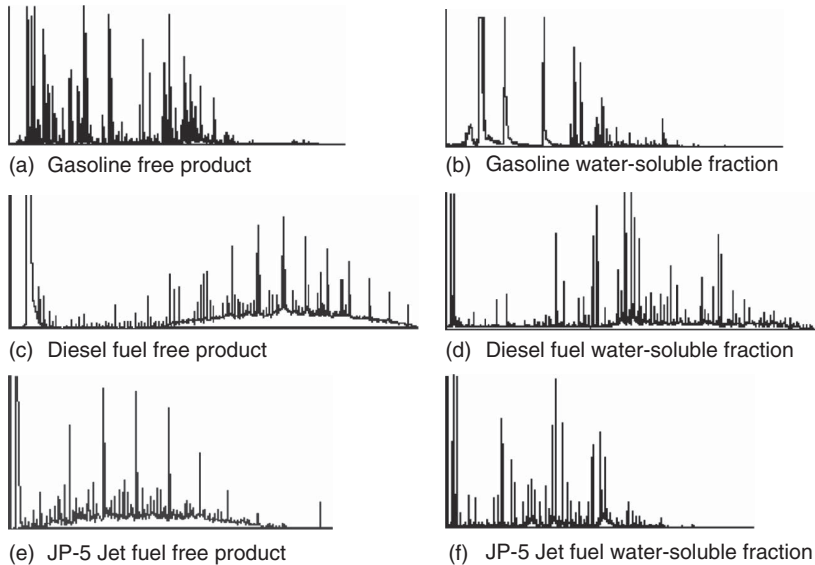 (a) Gasoline free product
(b) Gasoline water-soluble fraction
(c) Diesel fuel free product
(d) Diesel fuel water-soluble fraction
(e) JP-5 Jet fuel free product
(f) JP-5 Jet fuel water-soluble fraction